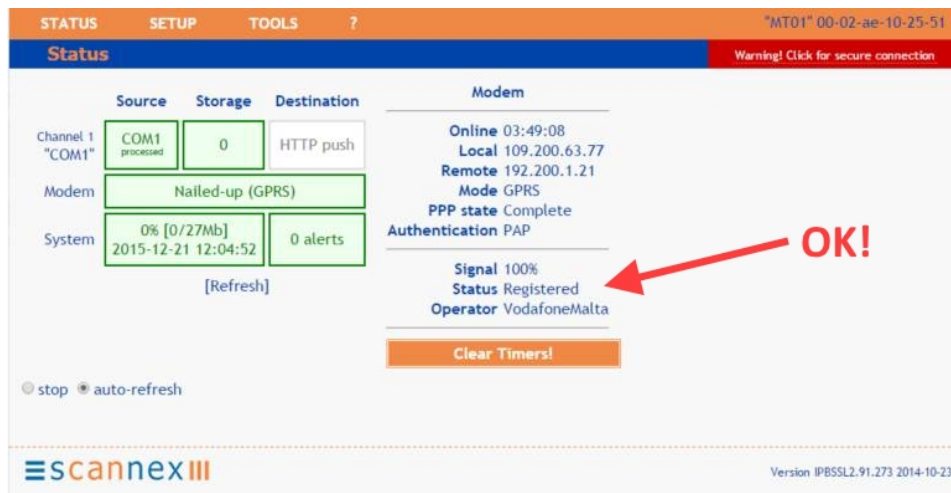 STATUS SETUP TOOLS ? "MT01" 00-02-ae-10-25-51
Status Warning! Click for secure connection
Source Storage Destination
Channel 1
"COM1"
COM1
processed
0
HTTP push
Modem Nailed-up (GPRS)
System
0% [0/27Mb]
2015-12-21 12:04:52
0 alerts
[Refresh]
Modem
Online 03:49:08
Local 109.200.63.77
Remote 192.200.1.21
Mode GPRS
PPP state Complete
Authentication PAP
Signal 100%
Status Registered
Operator VodafoneMalta
OK!
Clear Timers!
stop auto-refresh
scannex
Version IPBSSL2.91.273 2014-10-23